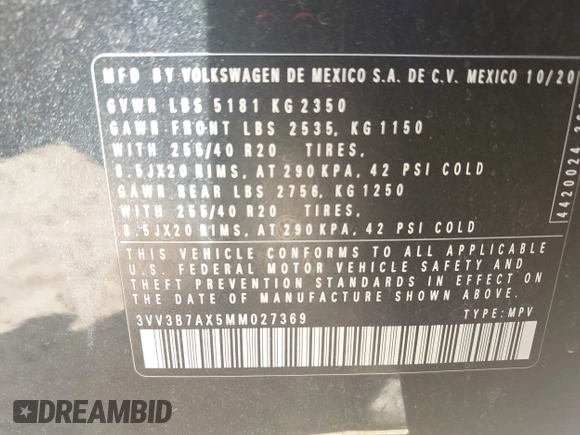 MFD BY VOLKSWAGEN DE MEXICO S.A. DE C.V. MEXICO 10/20
GVWR LBS 5181 KG 2350
GAWR FRONT LBS 2535, KG 1150
WITH 255/40 R20 TIRES,
8.5JX20 RIMS, AT 290 KPA, 42 PSI COLD
GAWR REAR LBS 2756, KG 1250
WITH 255/40 R20 TIRES,
8.5JX20 RIMS, AT 290 KPA, 42 PSI COLD
THIS VEHICLE CONFORMS TO ALL APPLICABLE
U.S. FEDERAL MOTOR VEHICLE SAFETY AND
THEFT PREVENTION STANDARDS IN EFFECT ON
THE DATE OF MANUFACTURE SHOWN ABOVE.
3VV3B7AX5MM027369 TYPE: MPV
4420024
DREAMBID